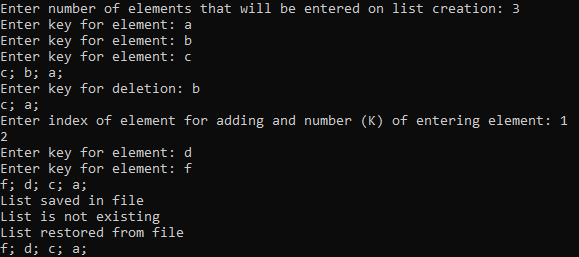 Enter number of elements that will be entered on list creation: 3
Enter key for element: a
Enter key for element: b
Enter key for element: c
c; b; a;
Enter key for deletion: b
c; a;
Enter index of element for adding and number (K) of entering element: 1
2
Enter key for element: d
Enter key for element: f
f; d; c; a;
List saved in file
List is not existing
List restored from file
f; d; c; a;